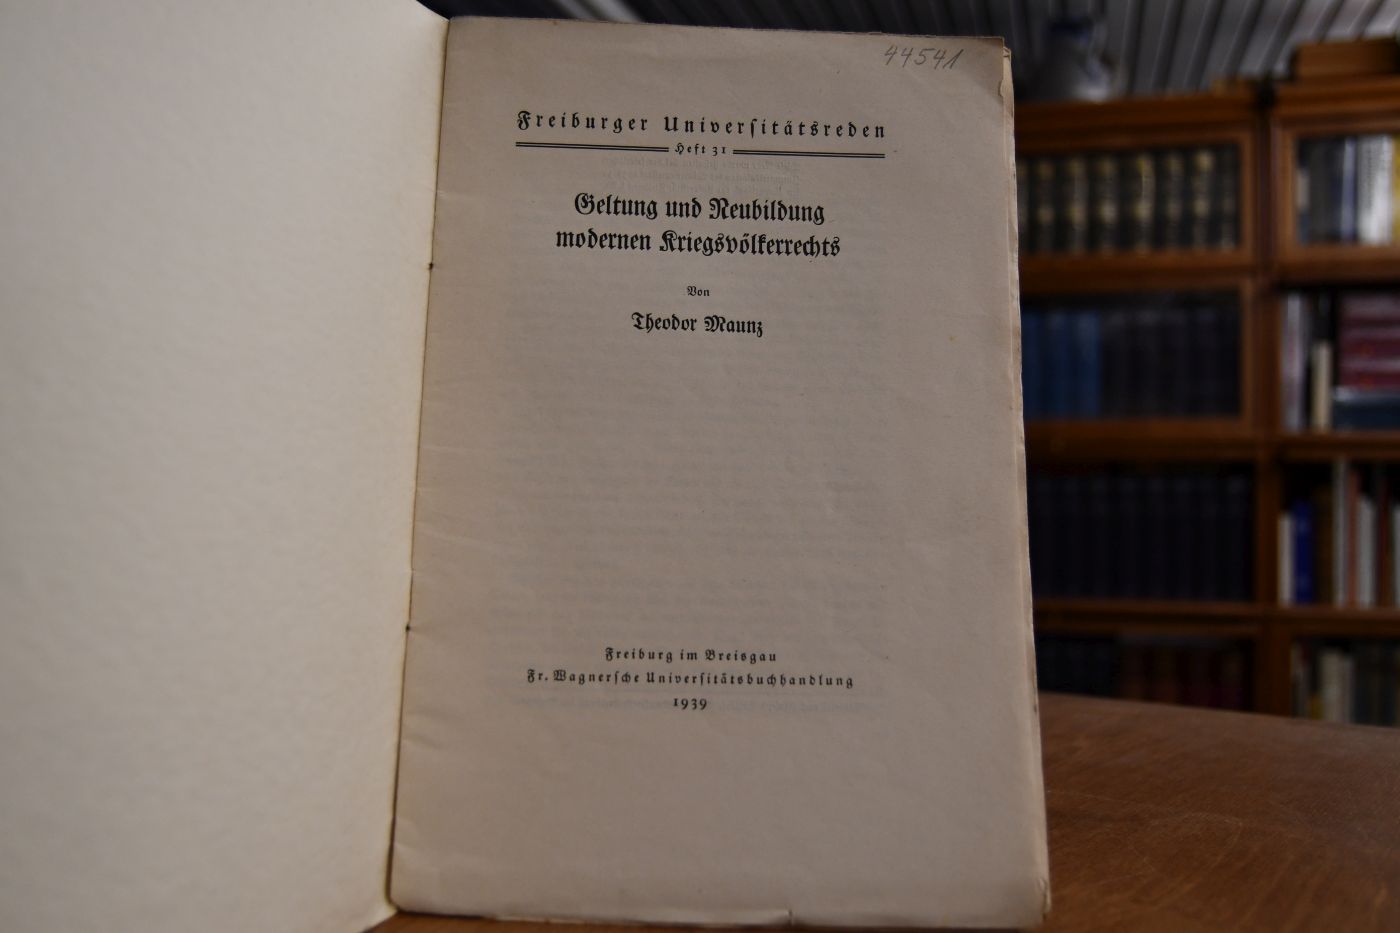 44541
Freiburger Universitätsreden
Heft 31
Geltung und Neubildung
modernen Kriegsvölkerrechts
Von
Theodor Maunz
Freiburg im Breisgau
Fr. Wagnersche Universitätsbuchhandlung
1939